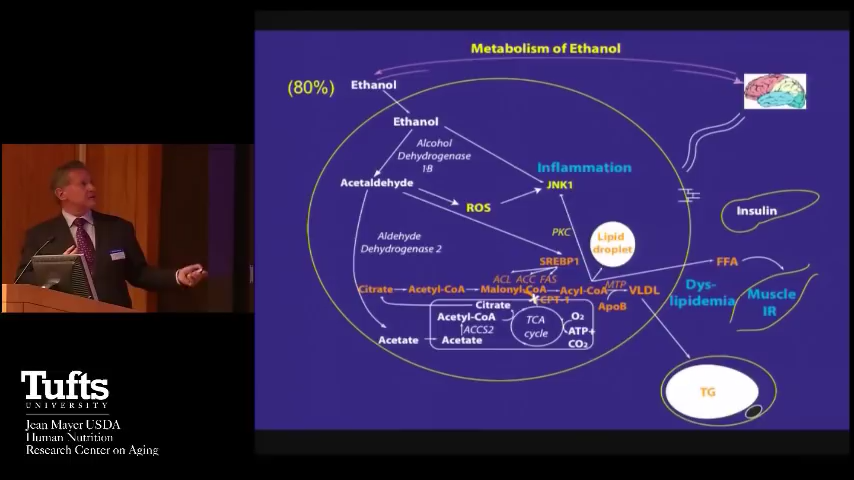 Metabolism of Ethanol
(80%)
Ethanol
Ethanol
Alcohol
Dehydrogenase
1B
Inflammation
Acetaldehyde
JNK1
ROS
Insulin
PKC
Lipid
droplet
Aldehyde
Dehydrogenase 2
SREBP1
FFA
ACL ACC FAS
MTP
Citrate
Acetyl-CoA
Malonyl-CoA
Acyl-CoA
VLDL
Dys-
lipidemia
Muscle
IR
CPT-1
Citrate
ApoB
Acetyl-CoA
ACCS2
TCA
cycle
O2
ATP+
CO2
Acetate
Acetate
TG
Tufts
UNIVERSITY
Jean Mayer USDA
Human Nutrition
Research Center on Aging